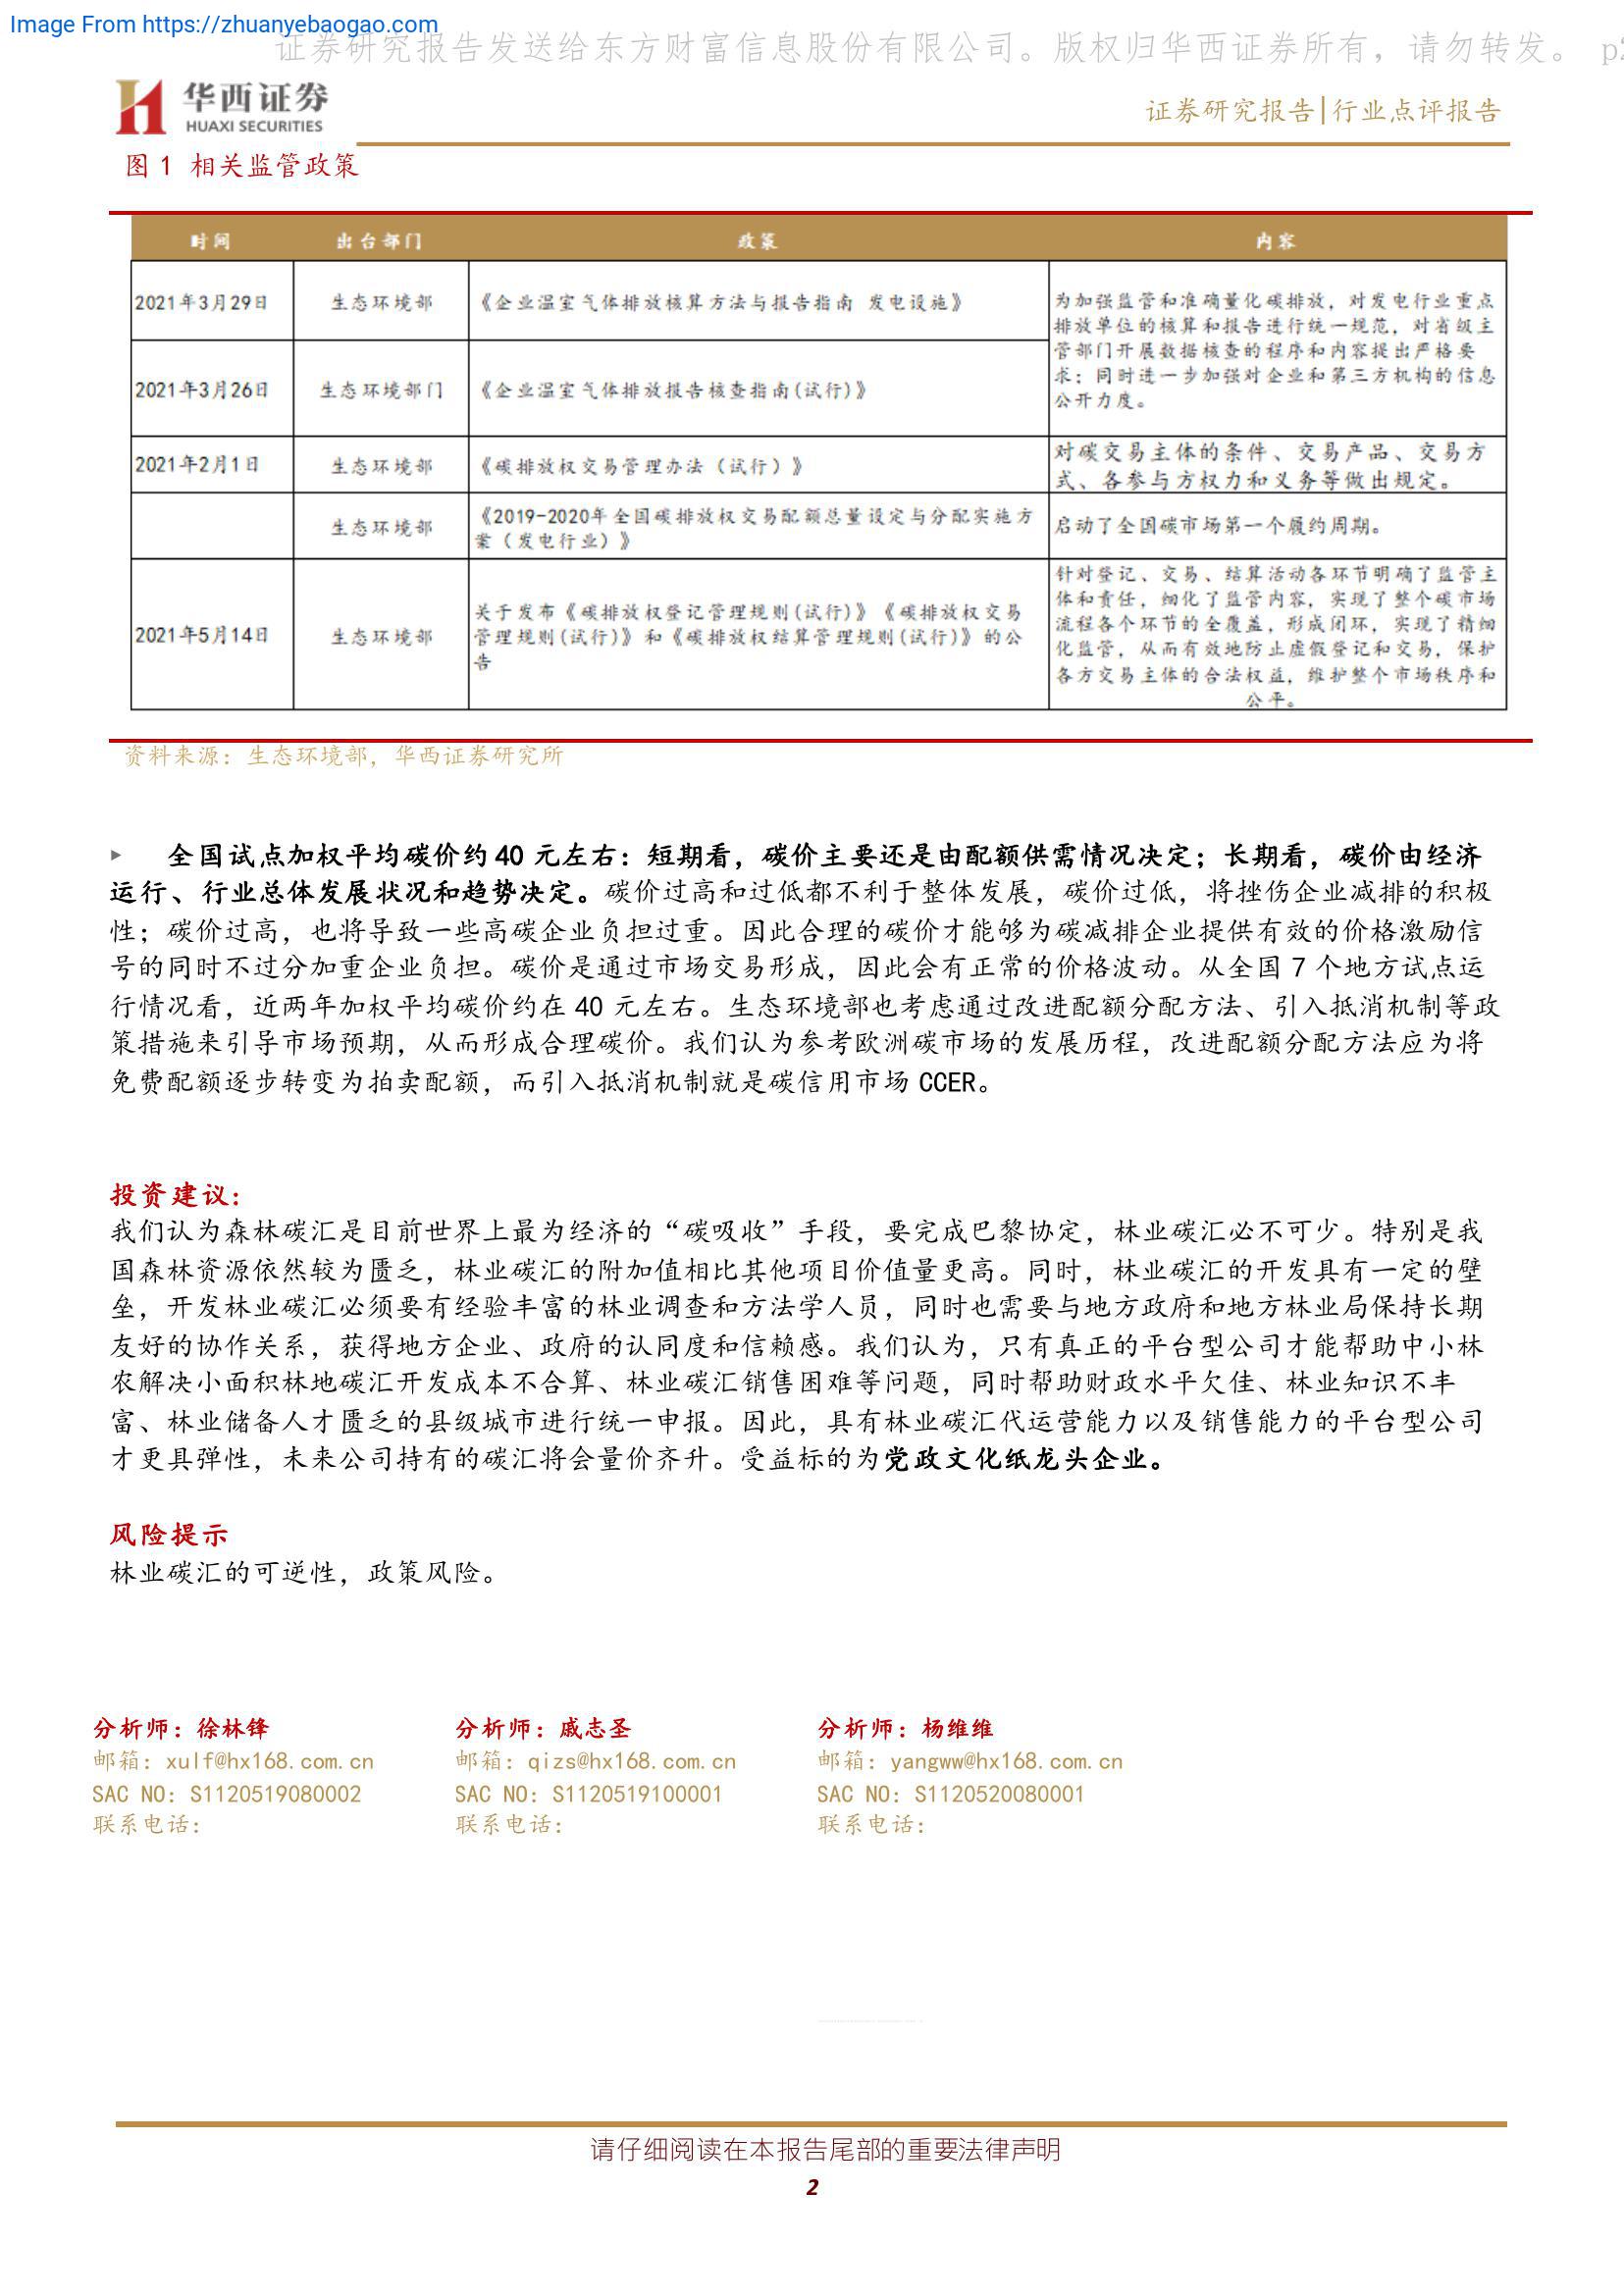 Image From https://zhuanyebaogao.com
证券研究报告发送给东方财富信息股份有限公司。版权归华西证券所有，请勿转发。 p2
华西证券
HUAXI SECURITIES
证券研究报告|行业点评报告
图 1 相关监管政策
时间 出台部门 政策 内容
2021年3月29日 生态环境部 《企业温室气体排放核算方法与报告指南 发电设施》
为加强监管和准确量化碳排放，对发电行业重点
排放单位的核算和报告进行统一规范，对省级主
管部门开展数据核查的程序和内容提出严格要
求；同时进一步加强对企业和第三方机构的信息
公开力度。
2021年3月26日 生态环境部门 《企业温室气体排放报告核查指南(试行)》
2021年2月1日 生态环境部 《碳排放权交易管理办法（试行）》
对碳交易主体的条件、交易产品、交易方
式、各参与方权力和义务等做出规定。
生态环境部
《2019-2020年全国碳排放权交易配额总量设定与分配实施方
案（发电行业）》
启动了全国碳市场第一个履约周期。
2021年5月14日 生态环境部
关于发布《碳排放权登记管理规则(试行)》《碳排放权交易
管理规则(试行)》和《碳排放权结算管理规则(试行)》的公
告
针对登记、交易、结算活动各环节明确了监管主
体和责任，细化了监管内容，实现了整个碳市场
流程各个环节的全覆盖，形成闭环，实现了精细
化监管，从而有效地防止虚假登记和交易，保护
各方交易主体的合法权益，维护整个市场秩序和
公平。
资料来源：生态环境部，华西证券研究所
全国试点加权平均碳价约 40 元左右：短期看，碳价主要还是由配额供需情况决定；长期看，碳价由经济
运行、行业总体发展状况和趋势决定。碳价过高和过低都不利于整体发展，碳价过低，将挫伤企业减排的积极
性；碳价过高，也将导致一些高碳企业负担过重。因此合理的碳价才能够为碳减排企业提供有效的价格激励信
号的同时不过分加重企业负担。碳价是通过市场交易形成，因此会有正常的价格波动。从全国 7 个地方试点运
行情况看，近两年加权平均碳价约在 40 元左右。生态环境部也考虑通过改进配额分配方法、引入抵消机制等政
策措施来引导市场预期，从而形成合理碳价。我们认为参考欧洲碳市场的发展历程，改进配额分配方法应为将
免费配额逐步转变为拍卖配额，而引入抵消机制就是碳信用市场 CCER。
投资建议：
我们认为森林碳汇是目前世界上最为经济的“碳吸收”手段，要完成巴黎协定，林业碳汇必不可少。特别是我
国森林资源依然较为匮乏，林业碳汇的附加值相比其他项目价值量更高。同时，林业碳汇的开发具有一定的壁
垒，开发林业碳汇必须要有经验丰富的林业调查和方法学人员，同时也需要与地方政府和地方林业局保持长期
友好的协作关系，获得地方企业、政府的认同度和信赖感。我们认为，只有真正的平台型公司才能帮助中小林
农解决小面积林地碳汇开发成本不合算、林业碳汇销售困难等问题，同时帮助财政水平欠佳、林业知识不丰
富、林业储备人才匮乏的县级城市进行统一申报。因此，具有林业碳汇代运营能力以及销售能力的平台型公司
才更具弹性，未来公司持有的碳汇将会量价齐升。受益标的为党政文化纸龙头企业。
风险提示
林业碳汇的可逆性，政策风险。
分析师：徐林锋
邮箱：xulf@hx168.com.cn
SAC NO：S1120519080002
联系电话：
分析师：戚志圣
邮箱：qizs@hx168.com.cn
SAC NO：S1120519100001
联系电话：
分析师：杨维维
邮箱：yangww@hx168.com.cn
SAC NO：S1120520080001
联系电话：
请仔细阅读在本报告尾部的重要法律声明
2